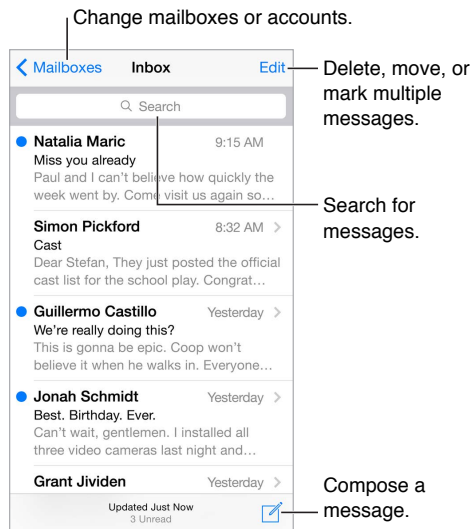 Change mailboxes or accounts.
Mailboxes Inbox Edit
Delete, move, or
mark multiple
messages.
Search
Natalia Maric 9:15 AM
Miss you already
Paul and I can't believe how quickly the
week went by. Come visit us again so...
Search for
messages.
Simon Pickford 8:32 AM
Cast
Dear Stefan, They just posted the official
cast list for the school play. Congrat...
Guillermo Castillo Yesterday
We're really doing this?
This is gonna be epic. Coop won't
believe it when he walks in. Everyone...
Jonah Schmidt Yesterday
Best. Birthday. Ever.
Can't wait, gentlemen. I installed all
three video cameras last night and...
Grant Jividen Yesterday
Updated Just Now
3 Unread
Compose a
message.